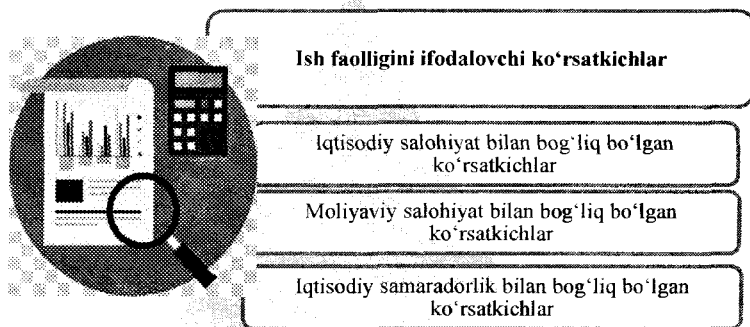 Ish faolligini ifodalovchi ko‘rsatkichlar
Iqtisodiy salohiyat bilan bog‘liq bo‘lgan
ko‘rsatkichlar
Moliyaviy salohiyat bilan bog‘liq bo‘lgan
ko‘rsatkichlar
Iqtisodiy samaradorlik bilan bog‘liq bo‘lgan
ko‘rsatkichlar